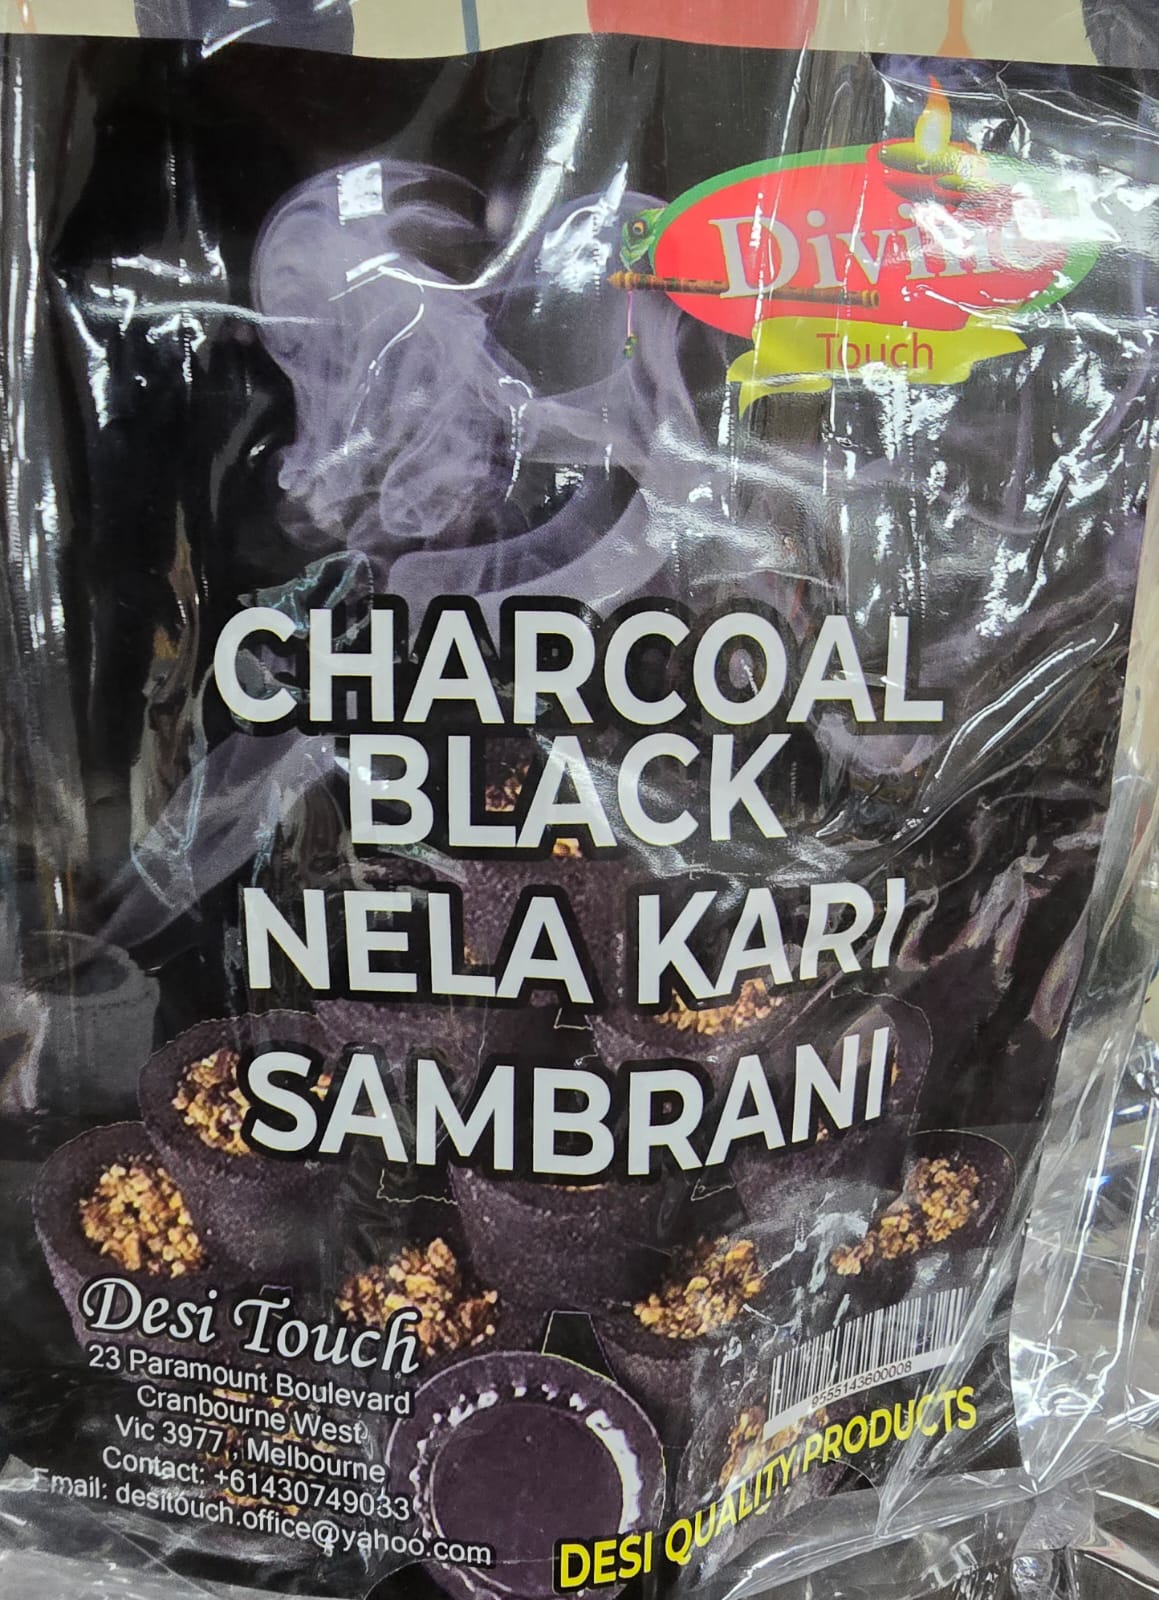 Divine
Touch
CHARCOAL
BLACK
NELA KARI
SAMBRANI
Desi Touch
23 Paramount Boulevard
Cranbourne West
Vic 3977 , Melbourne
Contact: +61430749033
Email: desitouch.office@yahoo.com
9555143600008
DESI QUALITY PRODUCTS